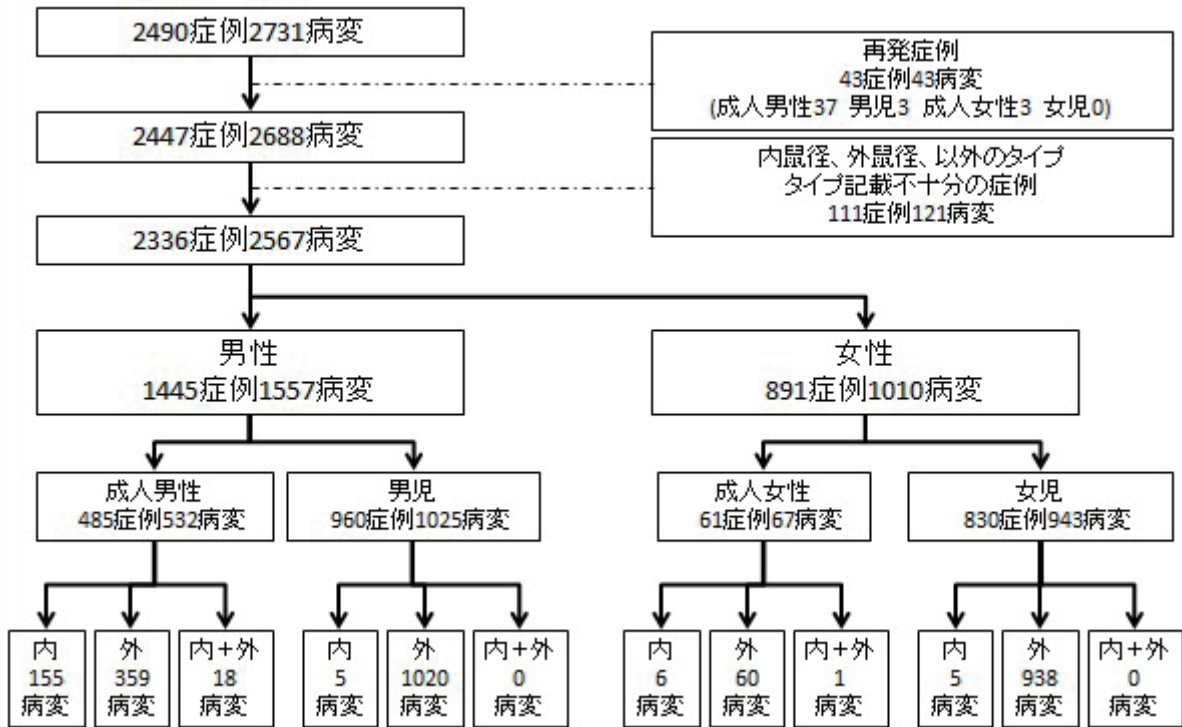 2490症例2731病変
再発症例
43症例43病変
(成人男性37 男児3 成人女性3 女児0)
2447症例2688病変
内鼠径、外鼠径、以外のタイプ
タイプ記載不十分の症例
111症例121病変
2336症例2567病変
男性
1445症例1557病変
女性
891症例1010病変
成人男性
485症例532病変
男児
960症例1025病変
成人女性
61症例67病変
女児
830症例943病変
内
155
病変
外
359
病変
内+外
18
病変
内
5
病変
外
1020
病変
内+外
0
病変
内
6
病変
外
60
病変
内+外
1
病変
内
5
病変
外
938
病変
内+外
0
病変